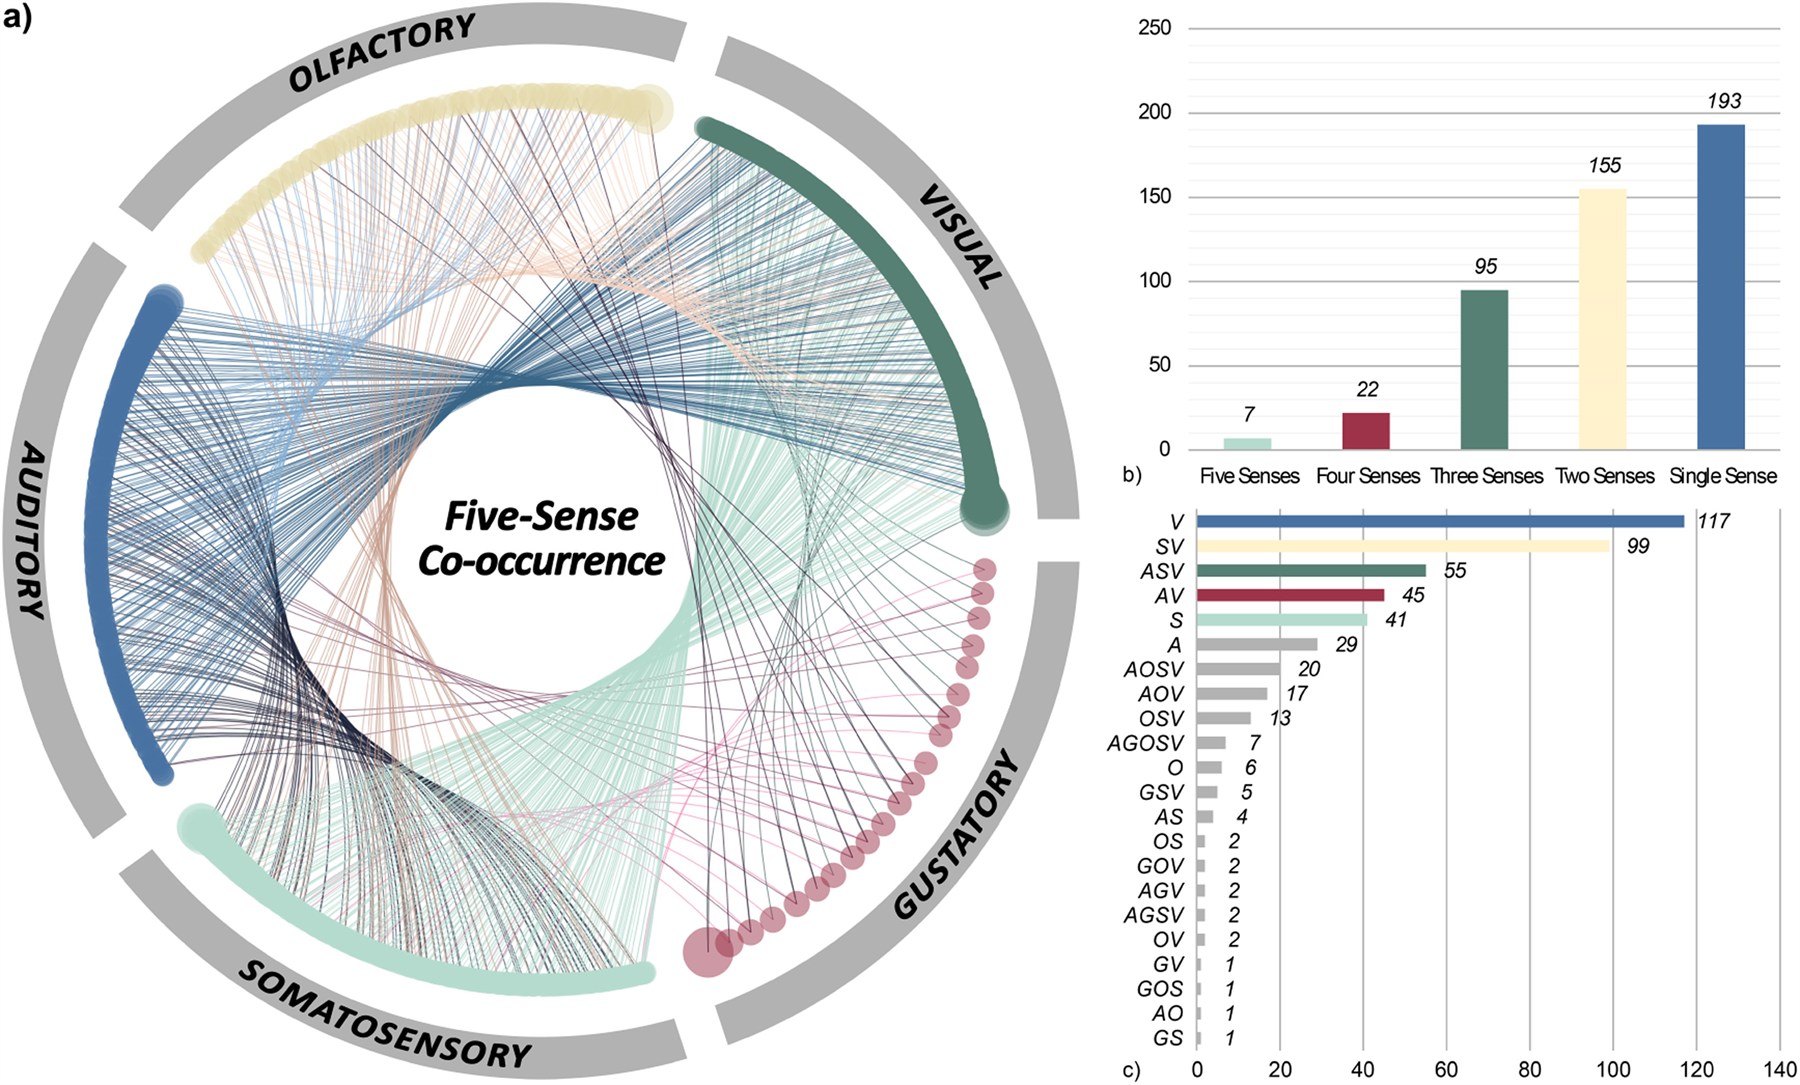 a)
OLFACTORY
VISUAL
AUDITORY
GUSTATORY
SOMATOSENSORY
Five-Sense
Co-occurrence
250
200
150
100
50
0
7
22
95
155
193
b)
Five Senses
Four Senses
Three Senses
Two Senses
Single Sense
V 117
SV 99
ASV 55
AV 45
S 41
A 29
AOSV 20
AOV 17
OSV 13
AGOSV 7
O 6
GSV 5
AS 4
OS 2
GOV 2
AGV 2
AGSV 2
OV 2
GV 1
GOS 1
AO 1
GS 1
c)
0 20 40 60 80 100 120 140